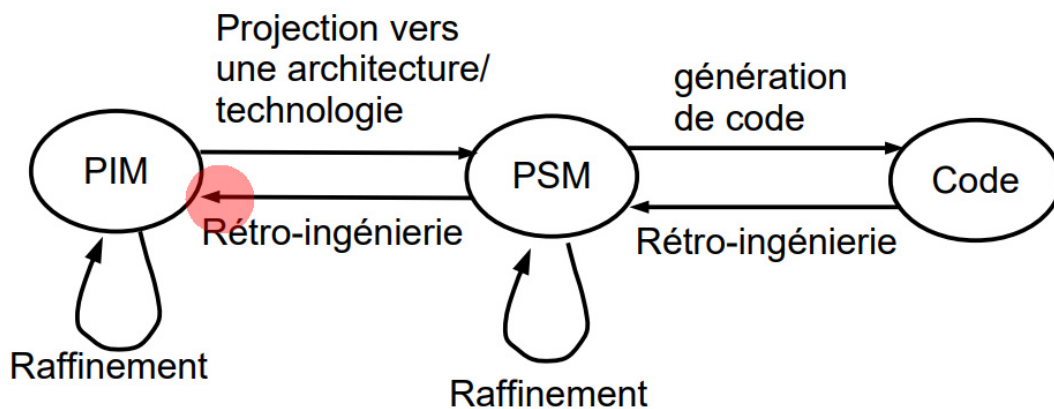 Projection vers
une architecture/
technologie
génération
de code
PIM
PSM
Code
Rétro-ingénierie
Rétro-ingénierie
Raffinement
Raffinement